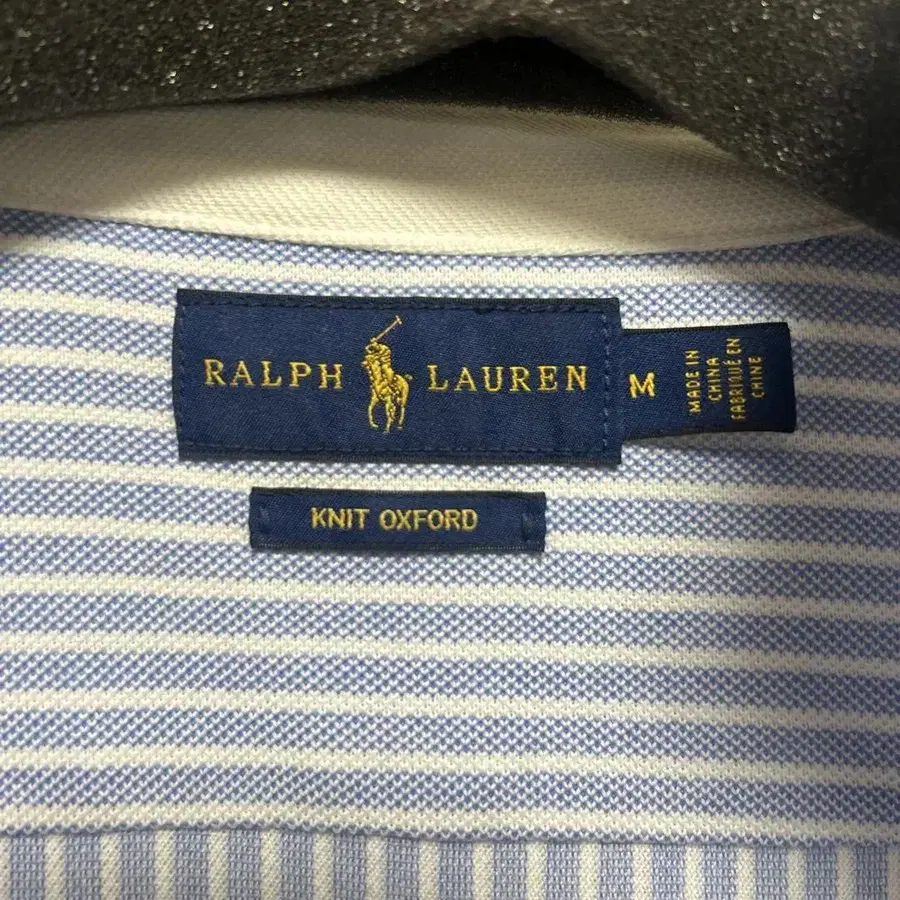 RALPH LAUREN
M
MADE IN
CHINA
FABRIQUÉ EN
CHINE
KNIT OXFORD